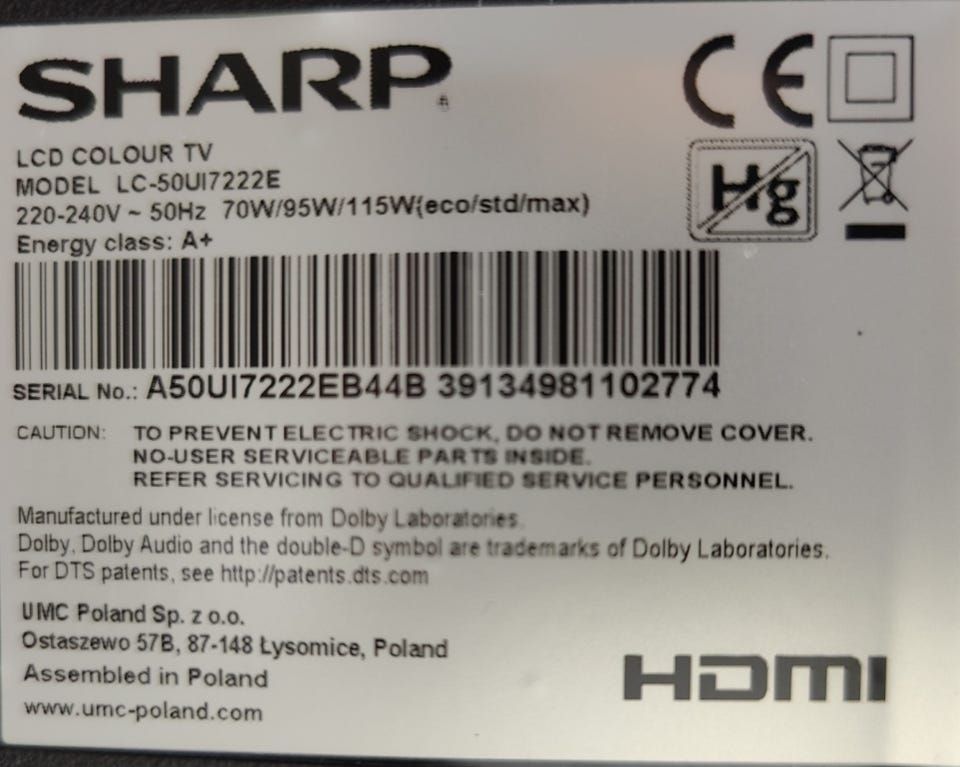 SHARP
CE
LCD COLOUR TV
MODEL LC-50UI7222E
220-240V ~ 50Hz 70W/95W/115W(eco/std/max)
Energy class: A+
Hg
SERIAL No.: A50UI7222EB44B 39134981102774
CAUTION: TO PREVENT ELECTRIC SHOCK, DO NOT REMOVE COVER.
NO-USER SERVICEABLE PARTS INSIDE.
REFER SERVICING TO QUALIFIED SERVICE PERSONNEL.
Manufactured under license from Dolby Laboratories.
Dolby, Dolby Audio and the double-D symbol are trademarks of Dolby Laboratories.
For DTS patents, see http://patents.dts.com
UMC Poland Sp. z o.o.
Ostaszewo 57B, 87-148 Łysomice, Poland
Assembled in Poland
www.umc-poland.com
HDMI